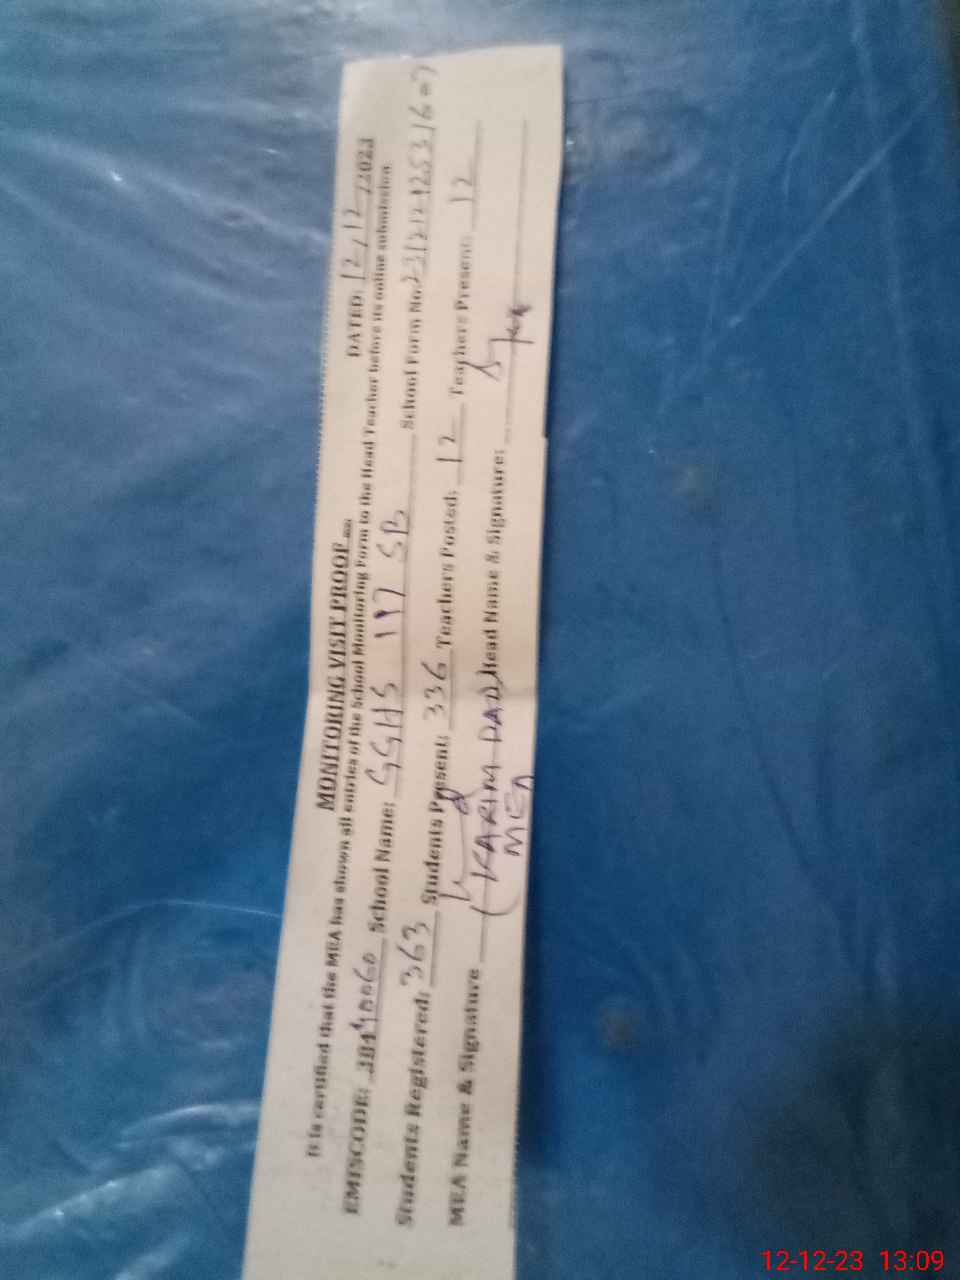 MONITORING VISIT PROOF
DATED: 12/12/2023
It is certified that the MEA has shown all entries of the School Monitoring Form to the Head Teacher before its online submission
EMISCODE: 38440060 School Name: GGHS 117 SB School Form No.
Students Registered: 363 Students Present: 336 Teachers Posted: 12 Teachers Present: 12
MEA Name & Signature (KARIM DAD) Head Name & Signature:
MEA
12-12-23 13:09